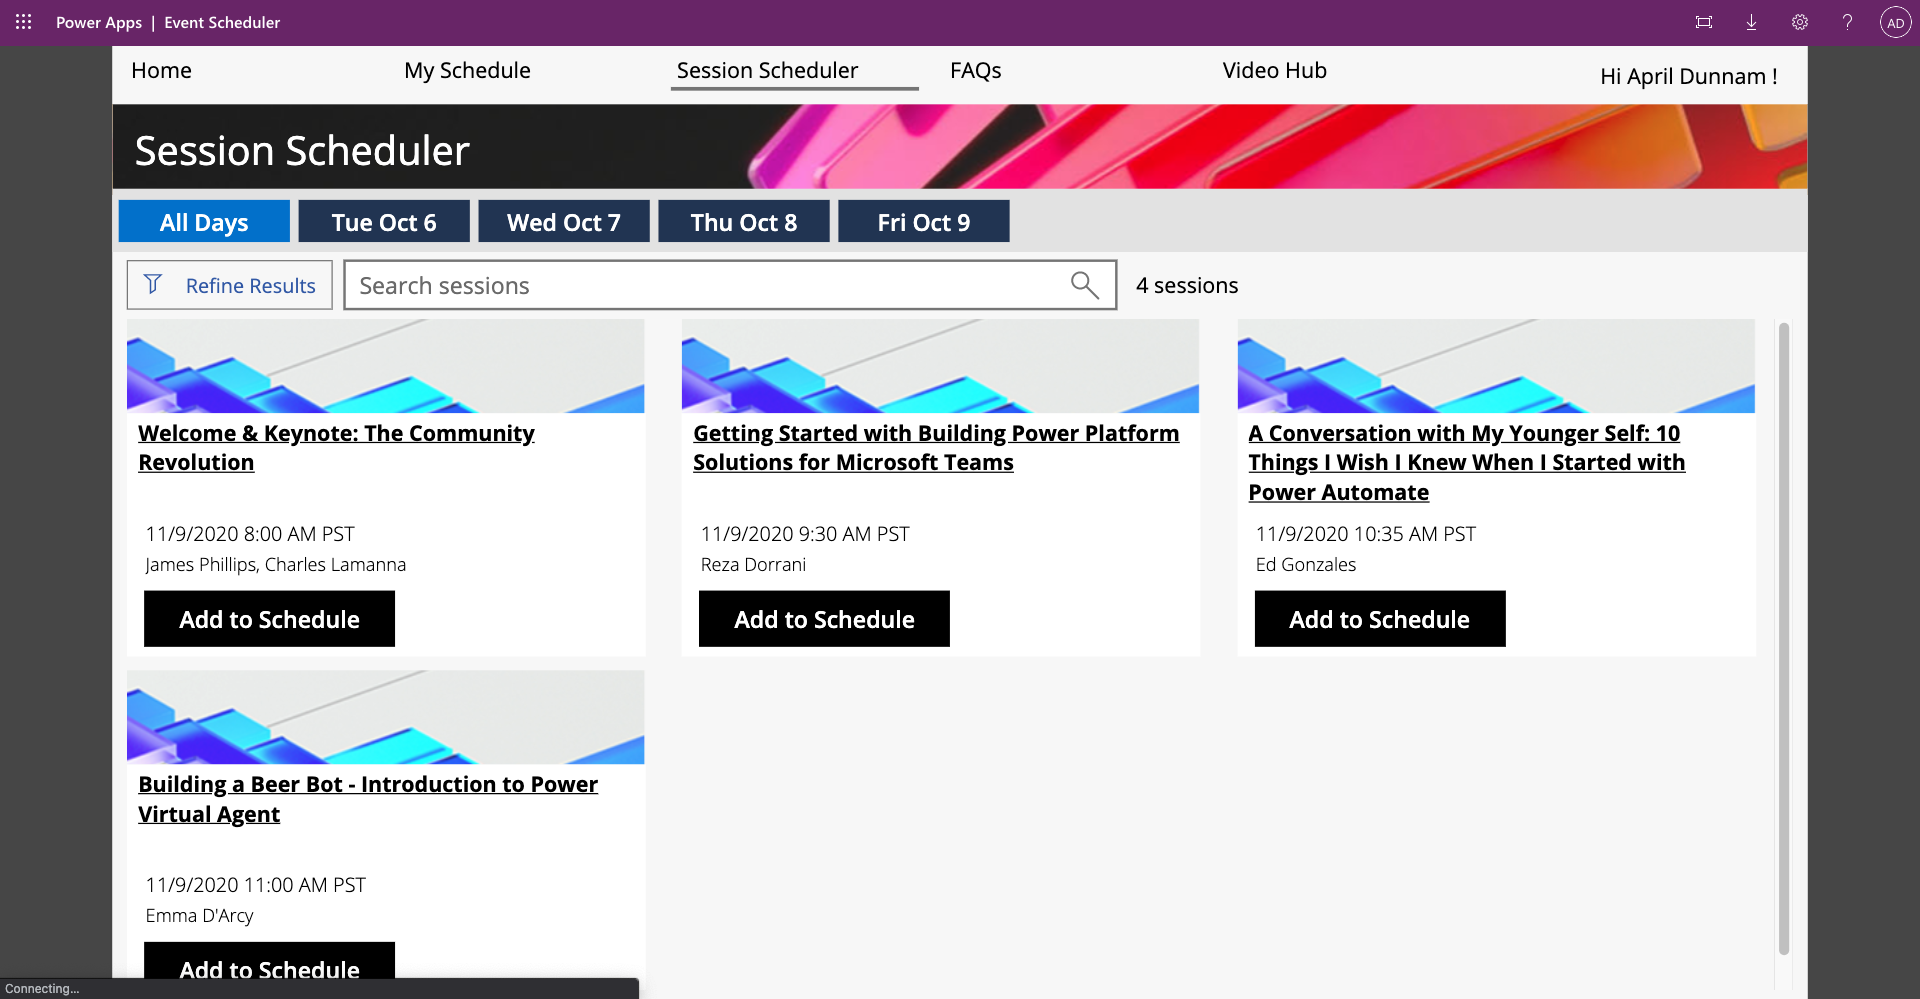 Power Apps | Event Scheduler
AD
Home
My Schedule
Session Scheduler
FAQs
Video Hub
Hi April Dunnam !
Session Scheduler
All Days
Tue Oct 6
Wed Oct 7
Thu Oct 8
Fri Oct 9
Refine Results
Search sessions
4 sessions
Welcome & Keynote: The Community
Revolution
11/9/2020 8:00 AM PST
James Phillips, Charles Lamanna
Add to Schedule
Getting Started with Building Power Platform
Solutions for Microsoft Teams
11/9/2020 9:30 AM PST
Reza Dorrani
Add to Schedule
A Conversation with My Younger Self: 10
Things I Wish I Knew When I Started with
Power Automate
11/9/2020 10:35 AM PST
Ed Gonzales
Add to Schedule
Building a Beer Bot - Introduction to Power
Virtual Agent
11/9/2020 11:00 AM PST
Emma D'Arcy
Add to Schedule
Connecting...